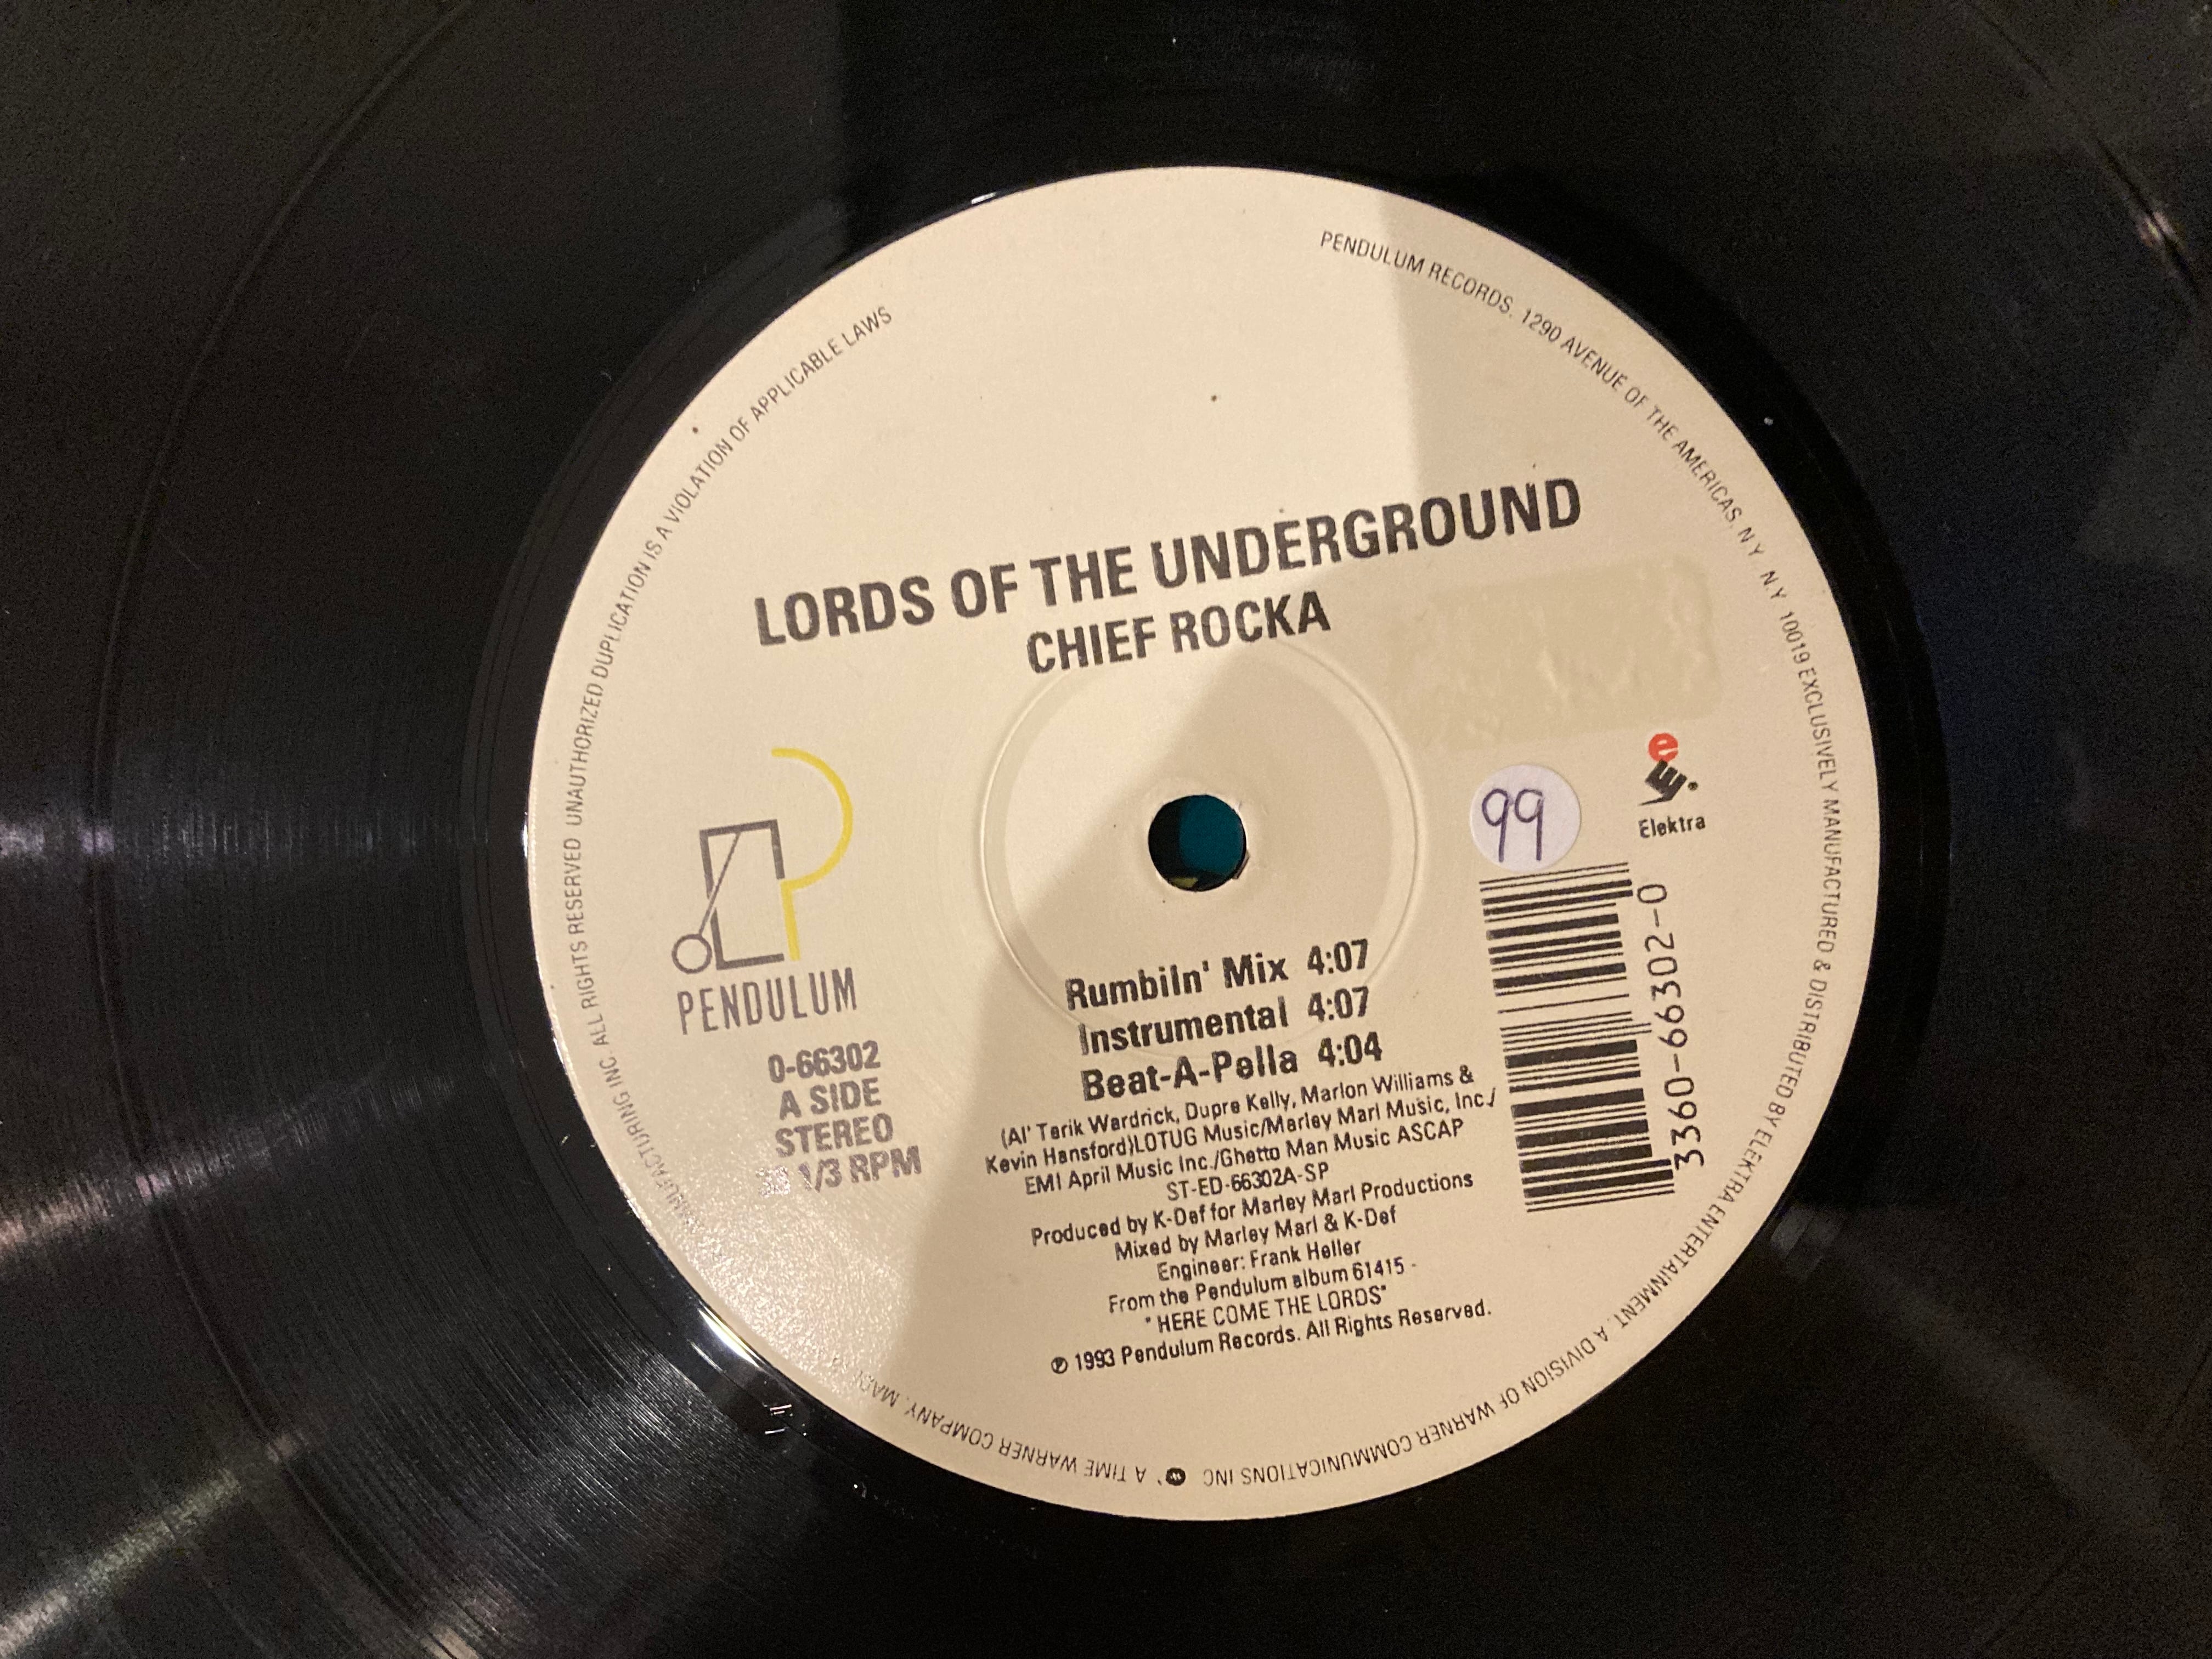 LORDS OF THE UNDERGROUND
CHIEF ROCKA
PENDULUM
0-66302
A SIDE
STEREO
1/3 RPM
e
Elektra
99
3360-66302-0
Rumbiln' Mix 4:07
Instrumental 4:07
Beat-A-Pella 4:04
(Al' Terik Wardrick, Dupre Kelly, Marlon Williams &
Kevin Hansford)LOTUG Music/Marley Marl Music, Inc./
EMI April Music Inc./Ghetto Man Music ASCAP
ST-ED-66302A-SP
Produced by K-Def for Marley Marl Productions
Mixed by Marley Marl & K-Def
Engineer: Frank Heller
From the Pendulum album 61415 -
"HERE COME THE LORDS"
℗ 1993 Pendulum Records. All Rights Reserved.
PENDULUM RECORDS. 1290 AVENUE OF THE AMERICAS, N.Y. N.Y. 10019 EXCLUSIVELY MANUFACTURED & DISTRIBUTED BY ELEKTRA ENTERTAINMENT, A DIVISION OF WARNER COMMUNICATIONS INC. A TIME WARNER COMPANY. MANUFACTURING INC. ALL RIGHTS RESERVED UNAUTHORIZED DUPLICATION IS A VIOLATION OF APPLICABLE LAWS